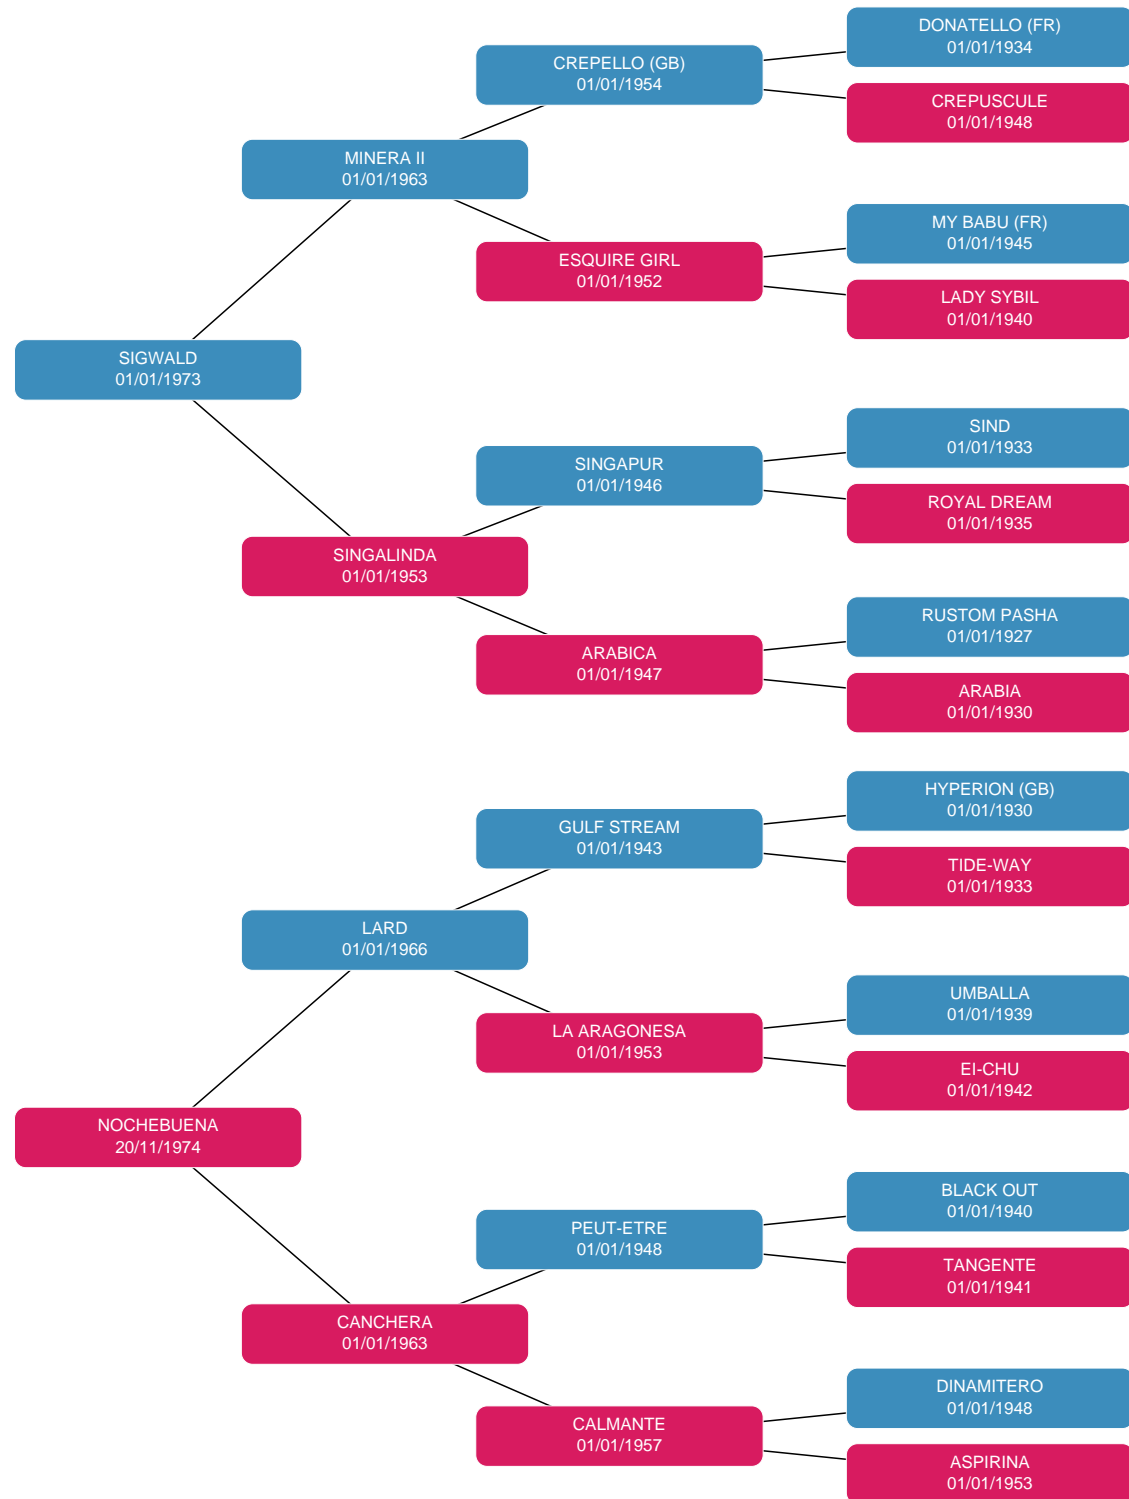 DONATELLO (FR)
01/01/1934
CREPELLO (GB)
01/01/1954
CREPUSCULE
01/01/1948
MINERA II
01/01/1963
MY BABU (FR)
01/01/1945
ESQUIRE GIRL
01/01/1952
LADY SYBIL
01/01/1940
SIGWALD
01/01/1973
SIND
01/01/1933
SINGAPUR
01/01/1946
ROYAL DREAM
01/01/1935
SINGALINDA
01/01/1953
RUSTOM PASHA
01/01/1927
ARABICA
01/01/1947
ARABIA
01/01/1930
HYPERION (GB)
01/01/1930
GULF STREAM
01/01/1943
TIDE-WAY
01/01/1933
LARD
01/01/1966
UMBALLA
01/01/1939
LA ARAGONESA
01/01/1953
EI-CHU
01/01/1942
NOCHEBUENA
20/11/1974
BLACK OUT
01/01/1940
PEUT-ETRE
01/01/1948
TANGENTE
01/01/1941
CANCHERA
01/01/1963
DINAMITERO
01/01/1948
CALMANTE
01/01/1957
ASPIRINA
01/01/1953